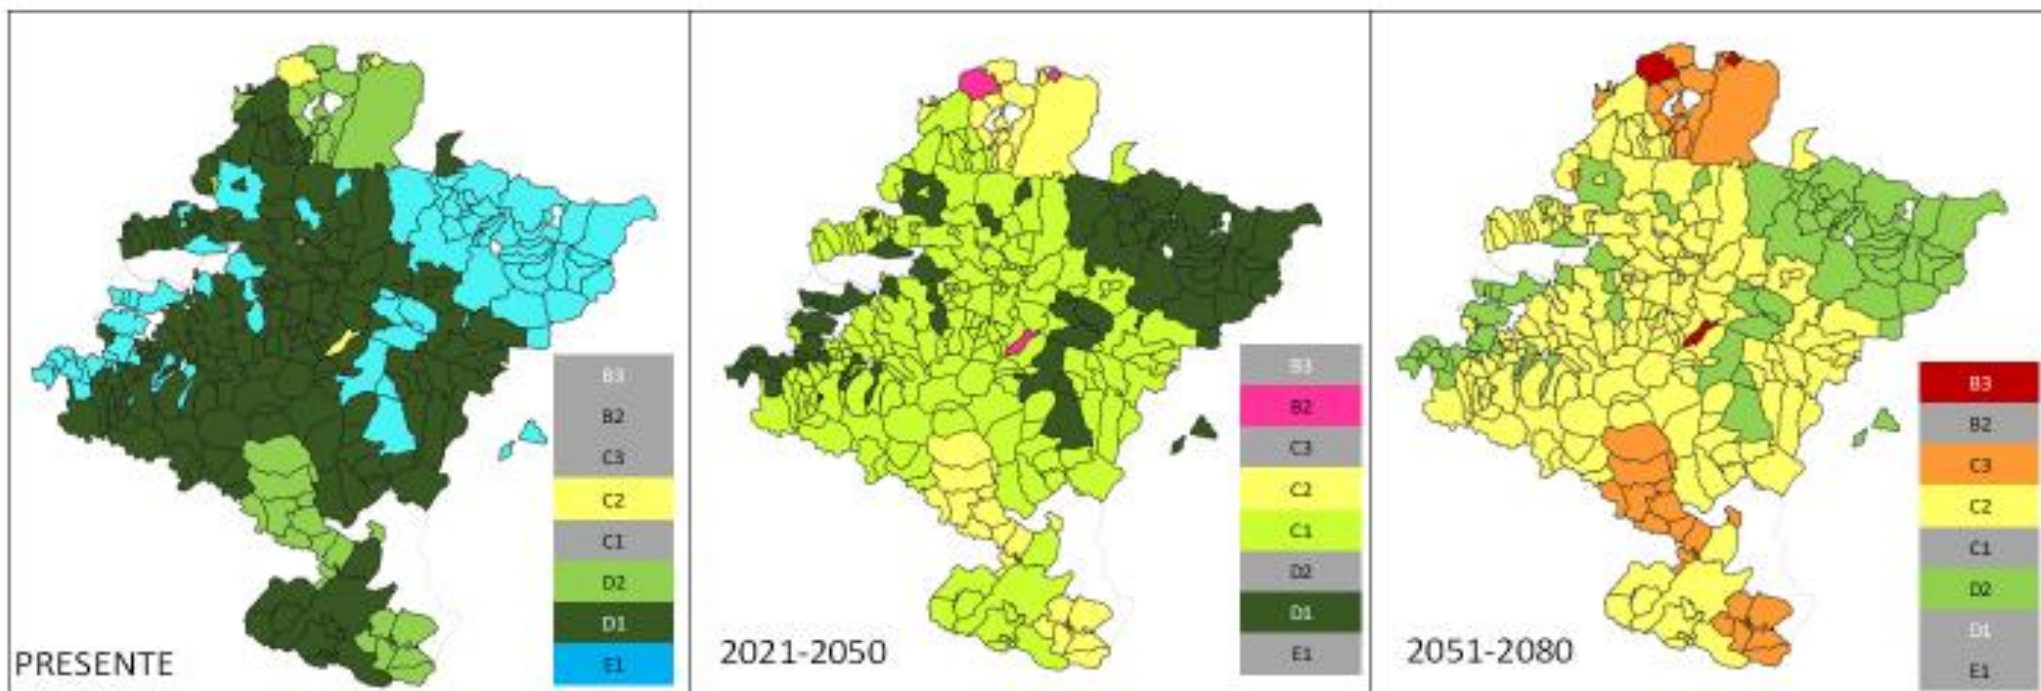 B3
B2
C3
C2
C1
D2
D1
E1
PRESENTE
B3
B2
C3
C2
C1
D2
D1
E1
2021-2050
B3
B2
C3
C2
C1
D2
D1
E1
2051-2080